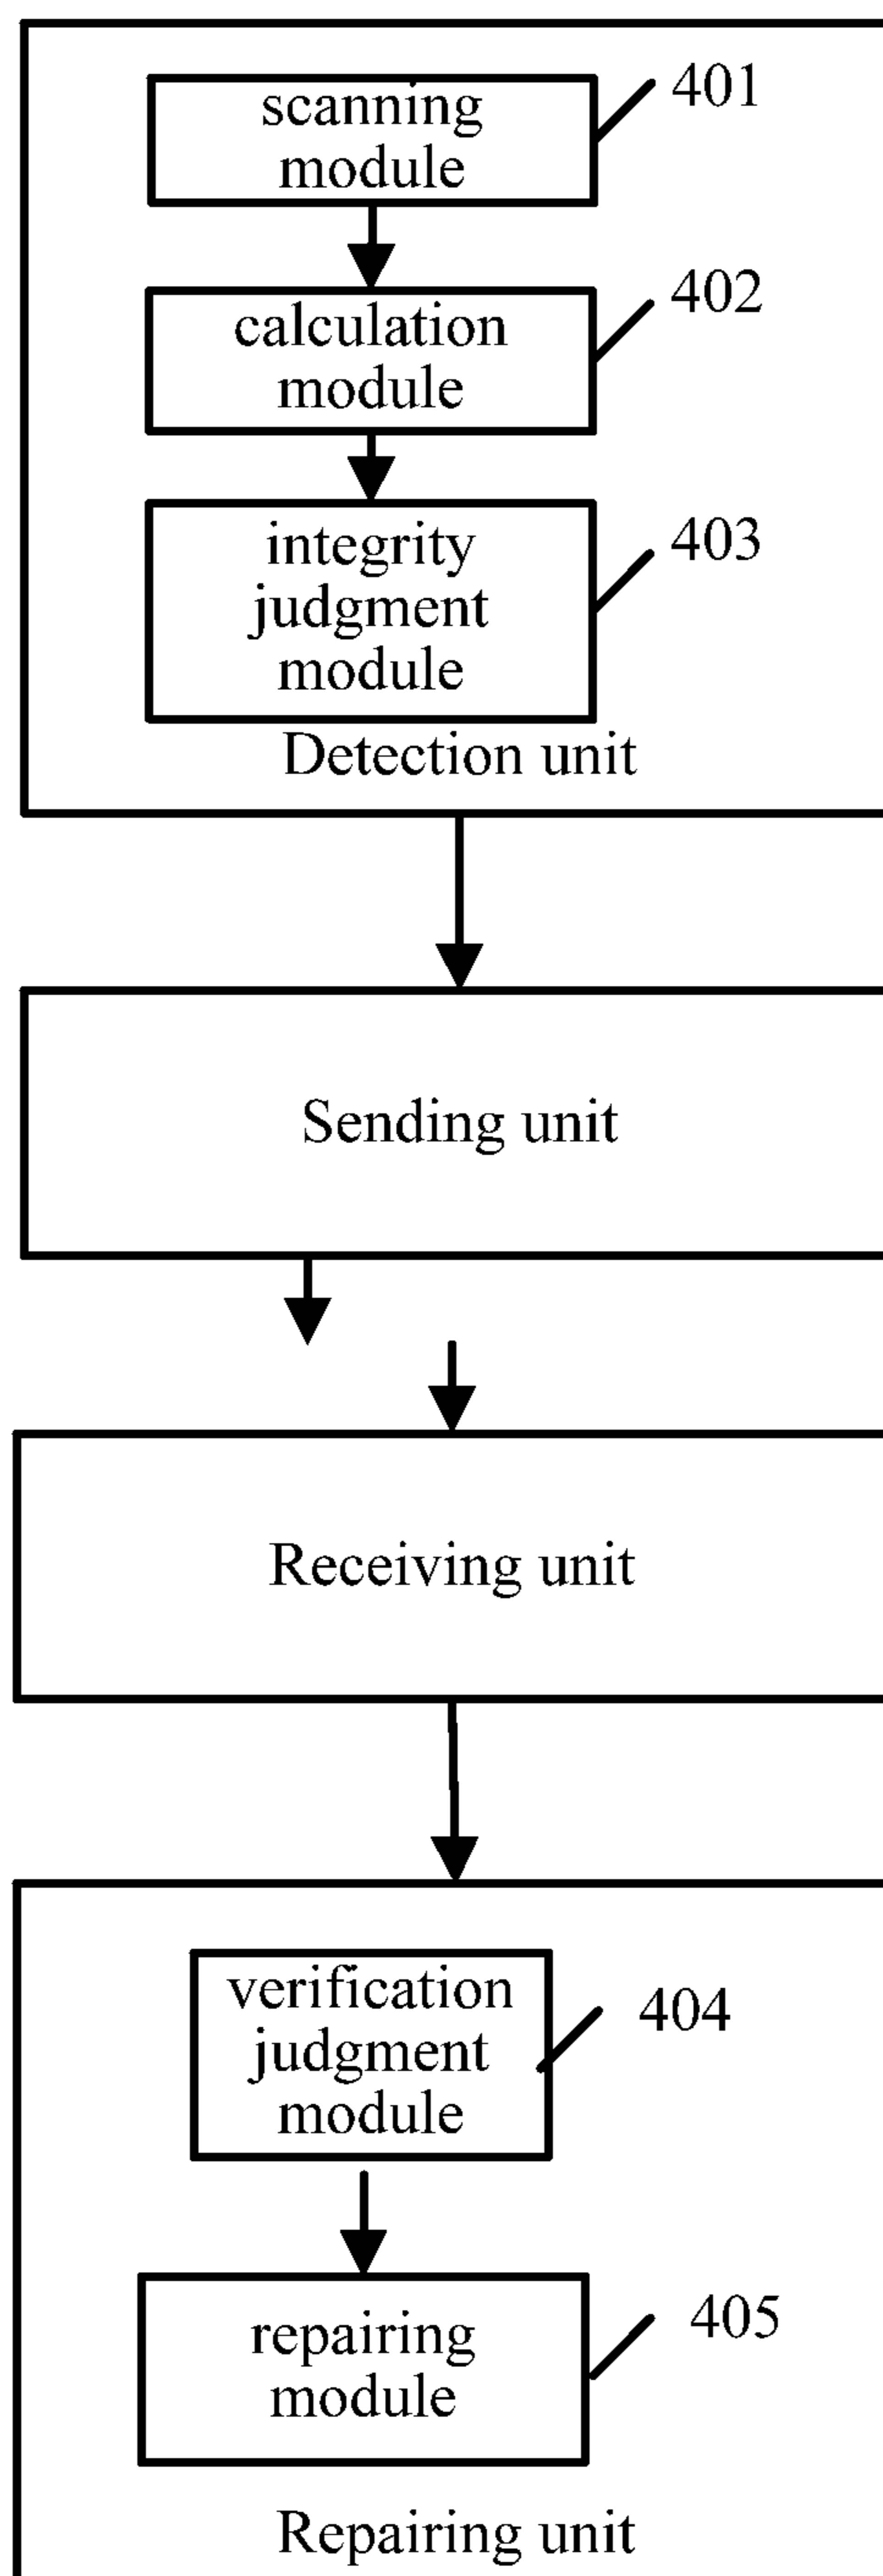 scanning
module
401
calculation
module
402
integrity
judgment
module
403
Detection unit
Sending unit
Receiving unit
verification
judgment
module
404
repairing
module
405
Repairing unit